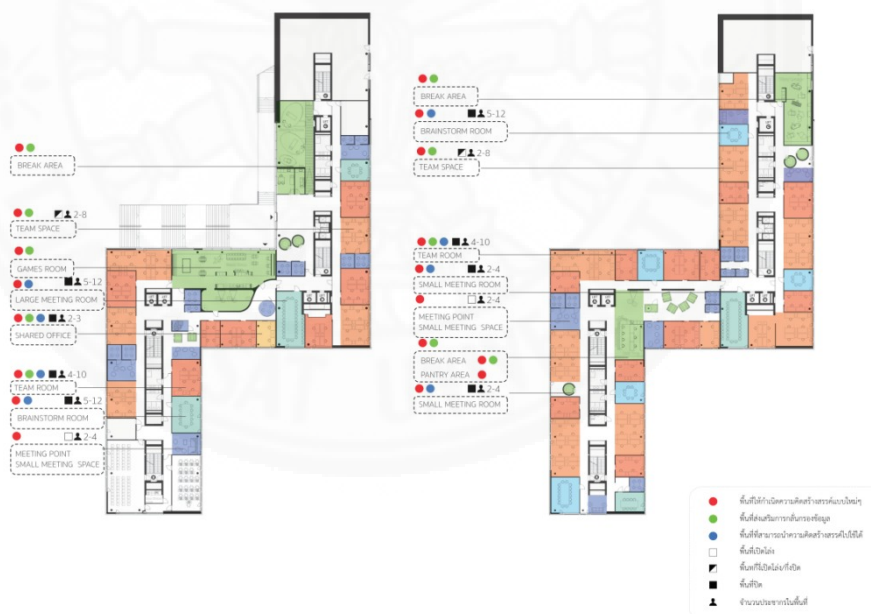 BREAK AREA
2-8
TEAM SPACE
GAMES ROOM
5-12
LARGE MEETING ROOM
2-3
SHARED OFFICE
4-10
TEAM ROOM
5-12
BRAINSTORM ROOM
2-4
MEETING POINT
SMALL MEETING SPACE
BREAK AREA
5-12
BRAINSTORM ROOM
2-8
TEAM SPACE
4-10
TEAM ROOM
2-4
SMALL MEETING ROOM
2-4
MEETING POINT
SMALL MEETING SPACE
BREAK AREA
PANTRY AREA
2-4
SMALL MEETING ROOM
พื้นที่ให้กำเนิดความคิดสร้างสรรค์แบบใหม่ๆ
พื้นที่ส่งเสริมการกลั่นกรองข้อมูล
พื้นที่ที่สามารถนำความคิดสร้างสรรค์ไปใช้ได้
พื้นที่เปิดโล่ง
พื้นที่กึ่งเปิดโล่ง/กึ่งปิด
พื้นที่ปิด
จำนวนประชากรในพื้นที่